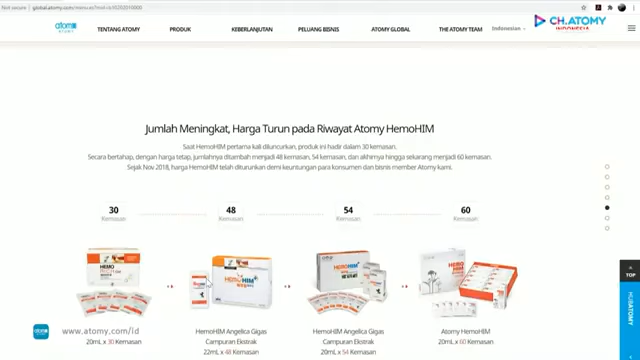 Not secure | global.atomy.com/menu.ec?mid.i=30202010000
atomy
TENTANG ATOMY
PRODUK
KEBERLANJUTAN
PELUANG BISNIS
ATOMY GLOBAL
THE ATOMY TEAM
Indonesian
CH.ATOMY
INDONESIA
Jumlah Meningkat, Harga Turun pada Riwayat Atomy HemoHIM
Saat HemoHIM pertama kali diluncurkan, produk ini hadir dalam 30 kemasan.
Secara bertahap, dengan harga tetap, jumlahnya ditambah menjadi 48 kemasan, 54 kemasan, dan akhirnya hingga sekarang menjadi 60 kemasan.
Sejak Nov 2018, harga HemoHIM telah diturunkan demi keuntungan para konsumen dan bisnis member Atomy kami.
30
Kemasan
48
Kemasan
54
Kemasan
60
Kemasan
20mL x 30 Kemasan
HemoHIM Angelica Gigas
Campuran Ekstrak
22mL x 48 Kemasan
HemoHIM Angelica Gigas
Campuran Ekstrak
20mL x 54 Kemasan
Atomy HemoHIM
20mL x 60 Kemasan
TOP
HUBATOMY
www.atomy.com/id